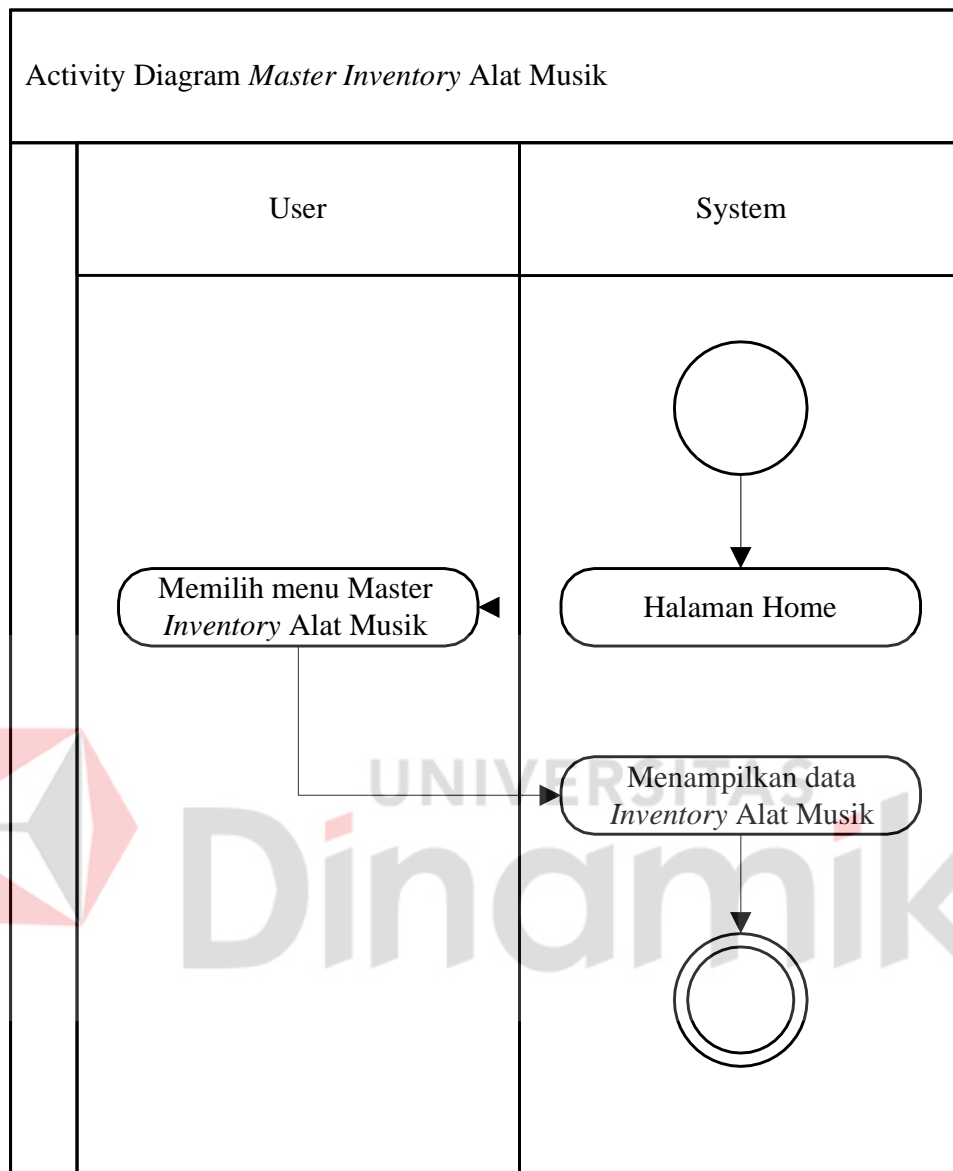 Activity Diagram Master Inventory Alat Musik
User
System
Halaman Home
Memilih menu Master
Inventory Alat Musik
Menampilkan data
Inventory Alat Musik
UNIVERSITAS
Dinamik